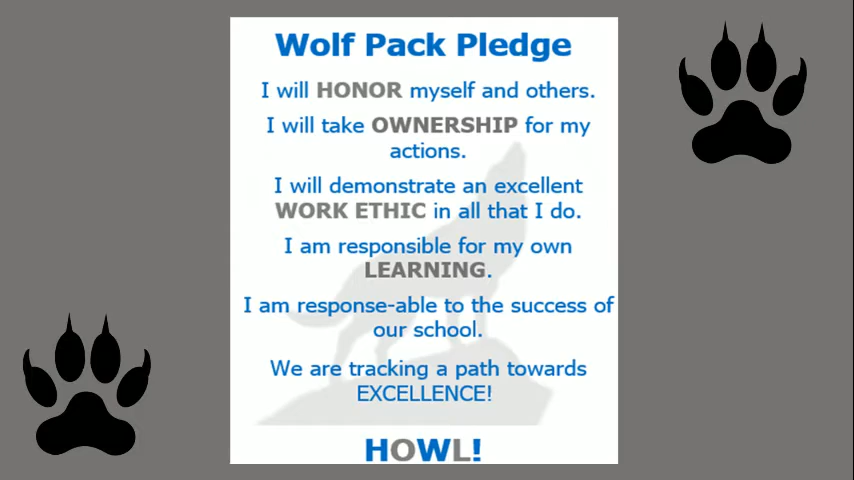 Wolf Pack Pledge
I will HONOR myself and others.
I will take OWNERSHIP for my
actions.
I will demonstrate an excellent
WORK ETHIC in all that I do.
I am responsible for my own
LEARNING.
I am response-able to the success of
our school.
We are tracking a path towards
EXCELLENCE!
HOWL!